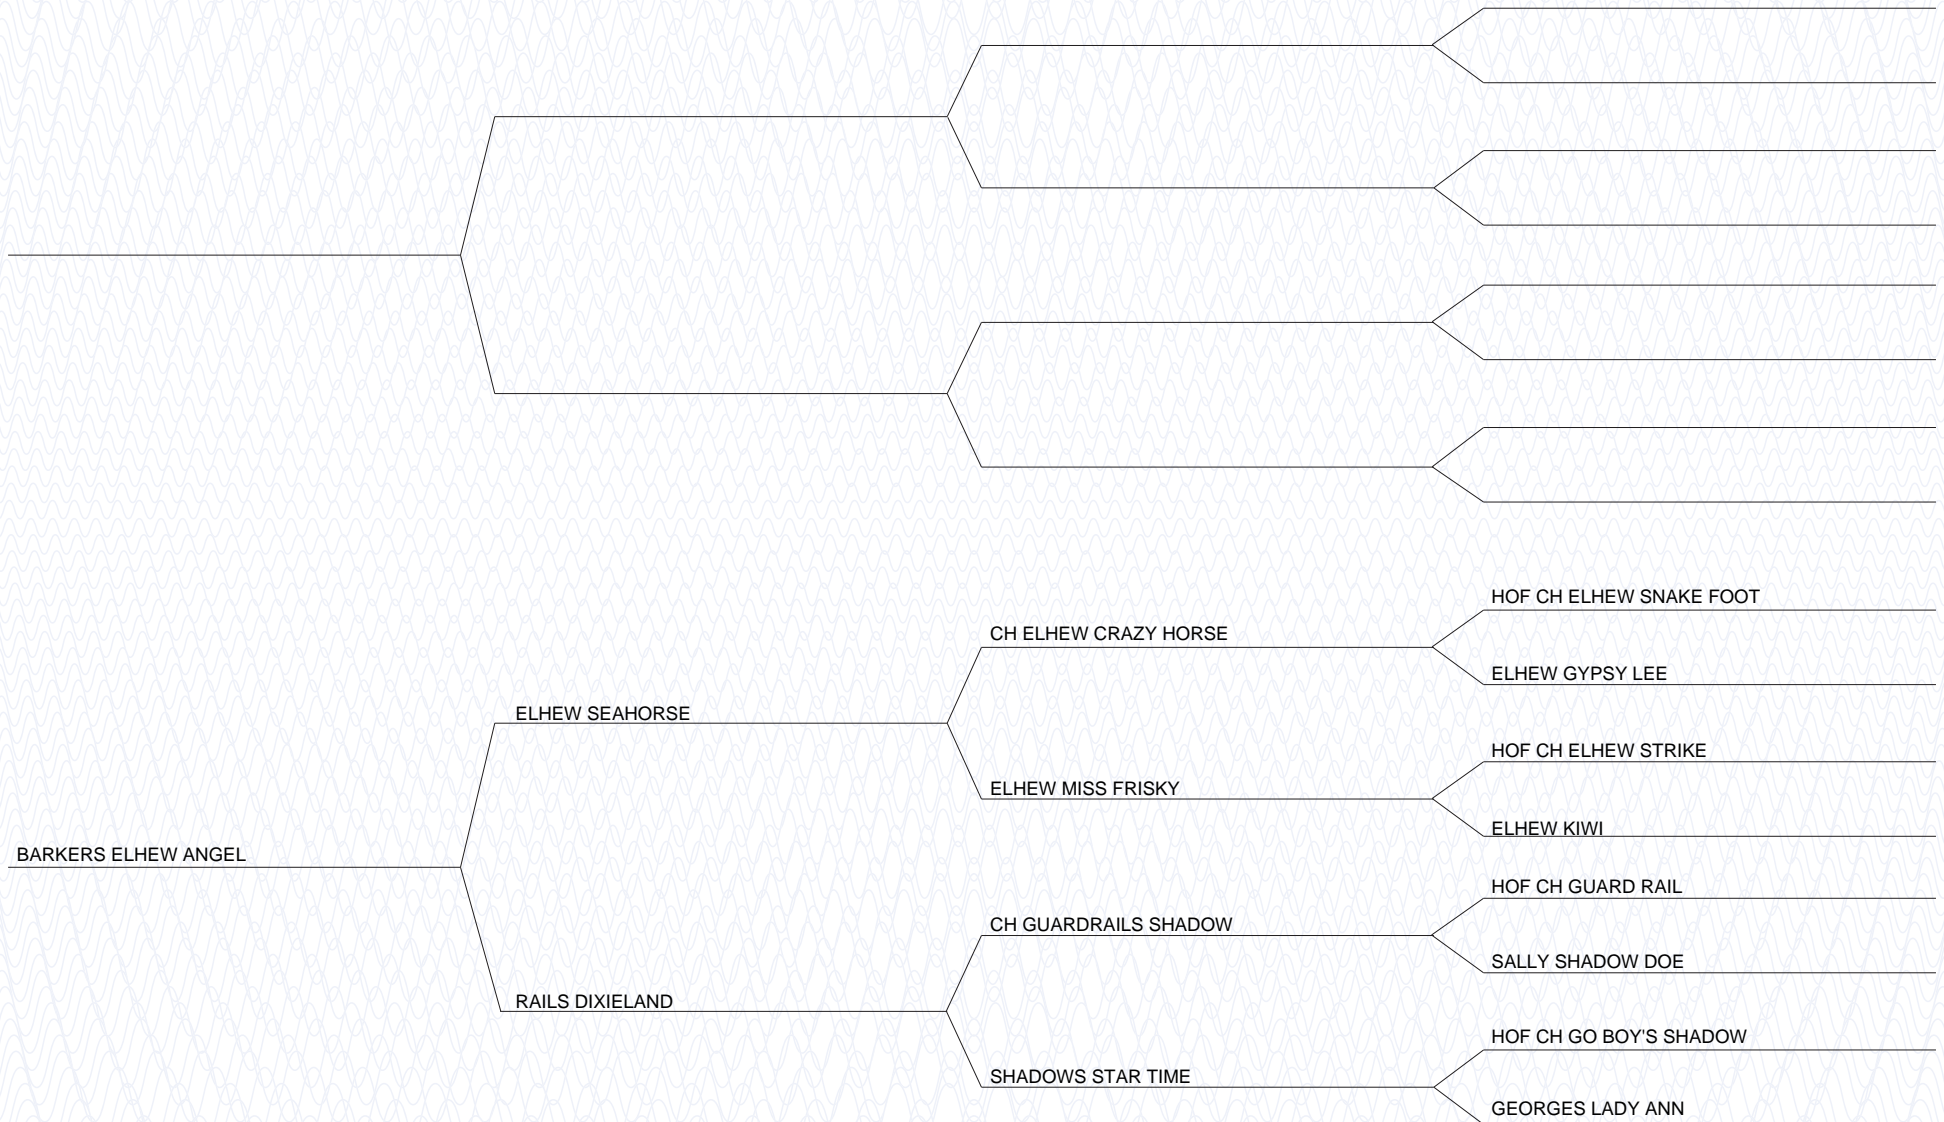 HOF CH ELHEW SNAKE FOOT
CH ELHEW CRAZY HORSE
ELHEW GYPSY LEE
ELHEW SEAHORSE
HOF CH ELHEW STRIKE
ELHEW MISS FRISKY
ELHEW KIWI
BARKERS ELHEW ANGEL
HOF CH GUARD RAIL
CH GUARDRAILS SHADOW
SALLY SHADOW DOE
RAILS DIXIELAND
HOF CH GO BOY'S SHADOW
SHADOWS STAR TIME
GEORGES LADY ANN